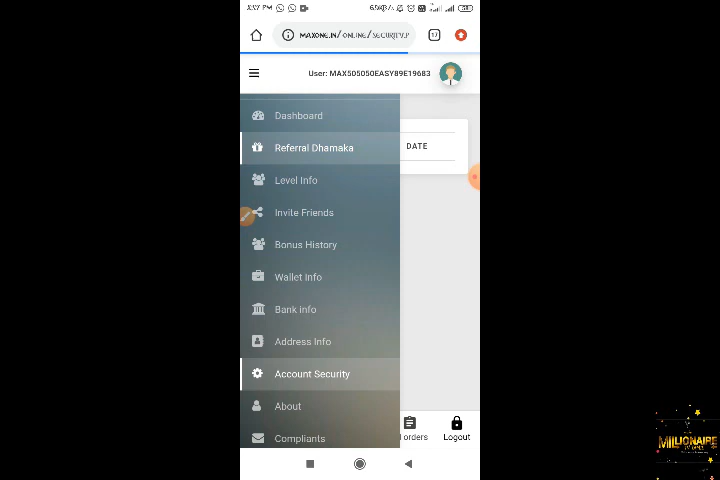 MAXONE.IN/ONLINE/SECURITY.P
17
User: MAX505050EASY89E19683
Dashboard
Referral Dhamaka
DATE
Level Info
Invite Friends
Bonus History
Wallet Info
Bank info
Address Info
Account Security
About
orders
Logout
Compliants
MILLIONAIRE